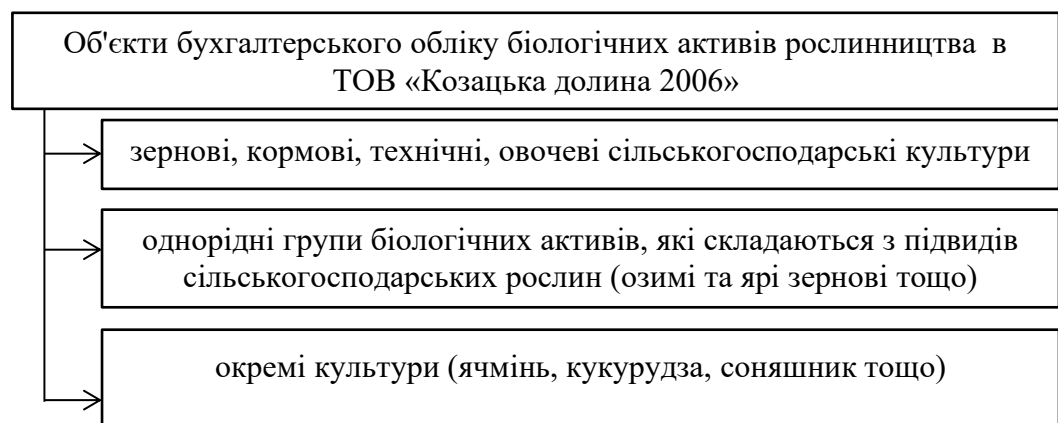 Об'єкти бухгалтерського обліку біологічних активів рослинництва в
ТОВ «Козацька долина 2006»
зернові, кормові, технічні, овочеві сільськогосподарські культури
однорідні групи біологічних активів, які складаються з підвидів
сільськогосподарських рослин (озимі та ярі зернові тощо)
окремі культури (ячмінь, кукурудза, соняшник тощо)